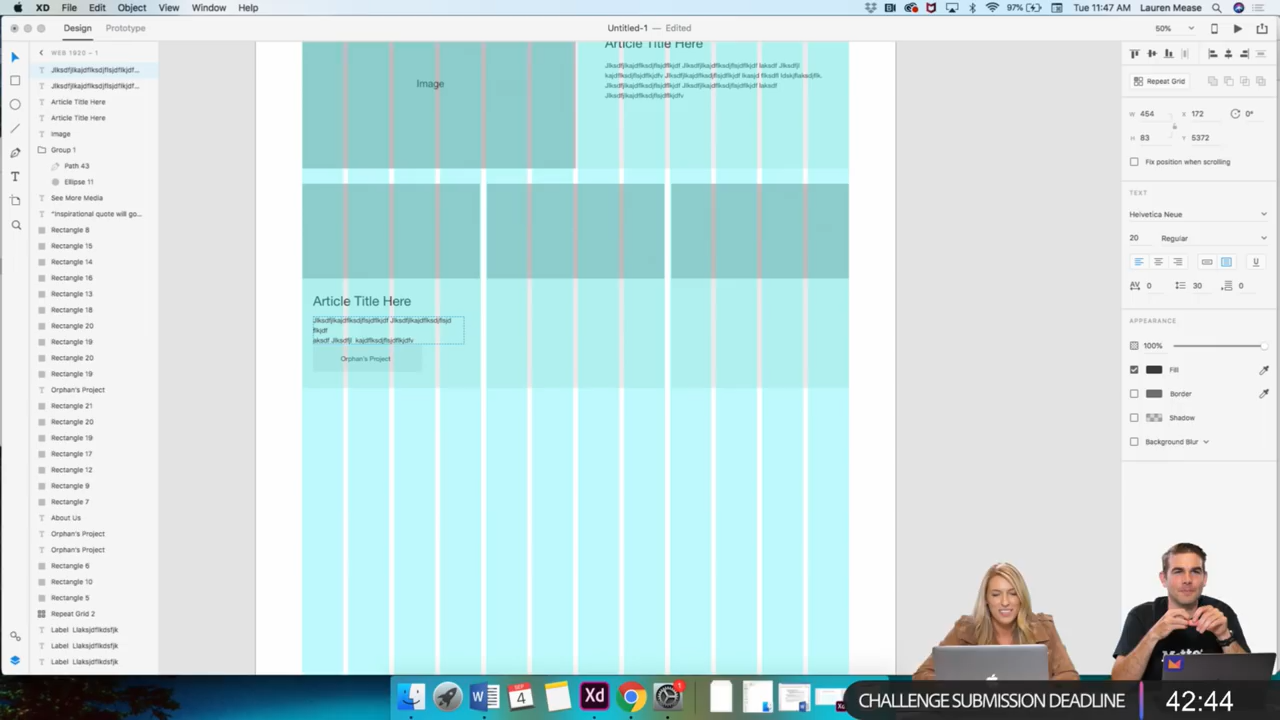 XD File Edit Object View Window Help
97% Tue 11:47 AM Lauren Mease
Design Prototype
Untitled-1 — Edited
50%
WEB 1920 – 1
Article Title Here
Article Title Here
Image
Group 1
Path 43
Ellipse 11
See More Media
"Inspirational quote will go...
Rectangle 8
Rectangle 15
Rectangle 14
Rectangle 16
Rectangle 13
Rectangle 18
Rectangle 20
Rectangle 19
Rectangle 20
Rectangle 19
Orphan's Project
Rectangle 21
Rectangle 20
Rectangle 19
Rectangle 17
Rectangle 12
Rectangle 9
Rectangle 7
About Us
Orphan's Project
Orphan's Project
Rectangle 6
Rectangle 10
Rectangle 5
Repeat Grid 2
Label Llaksjdflkdsfjk
Label Llaksjdflkdsfjk
Label Llaksjdflkdsfjk
Image
Article Title Here
Article Title Here
Orphan's Project
Repeat Grid
W 454 X 172 0°
H 83 Y 5372
Fix position when scrolling
TEXT
Helvetica Neue
20 Regular
0 30 0
APPEARANCE
100%
Fill
Border
Shadow
Background Blur
SEP
4
Xd
1
CHALLENGE SUBMISSION DEADLINE
42:44